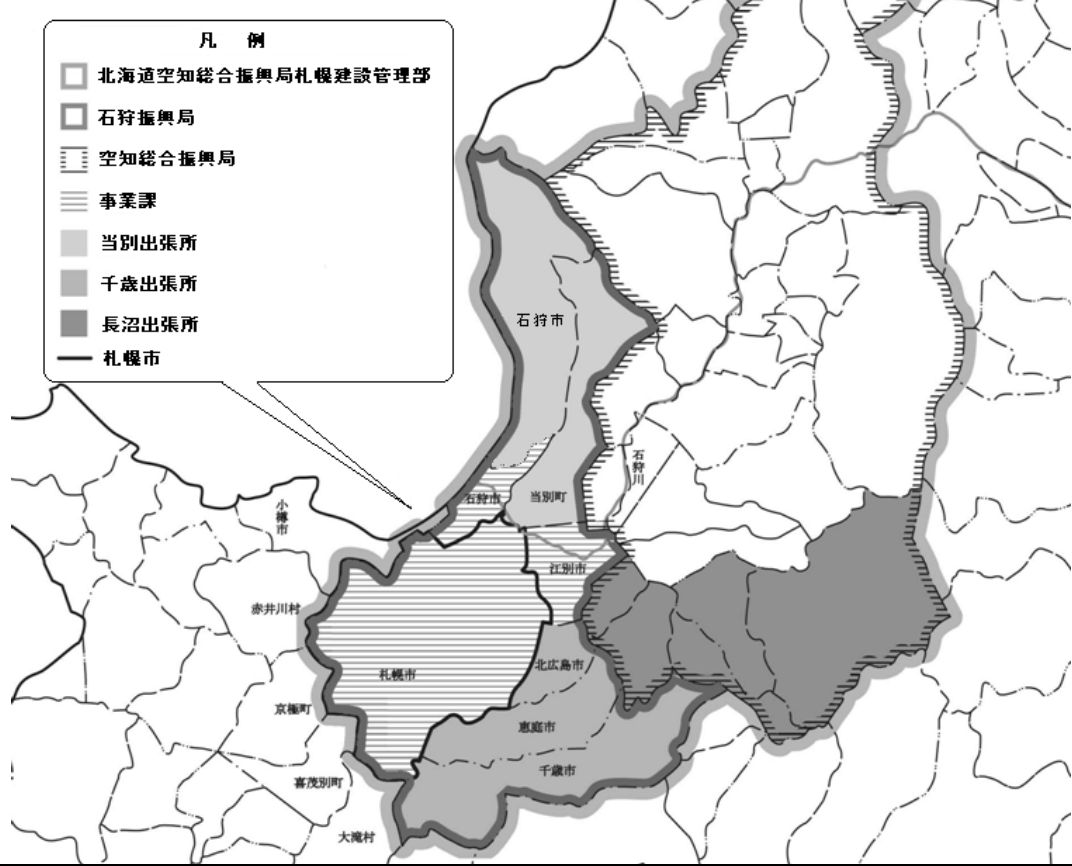 凡 例
北海道空知総合振興局札幌建設管理部
石狩振興局
空知総合振興局
事業課
当別出張所
千歳出張所
長沼出張所
札幌市
石狩市
石狩川
石狩市
当別町
小樽市
江別市
赤井川村
北広島市
札幌市
京極町
恵庭市
千歳市
喜茂別町
大滝村